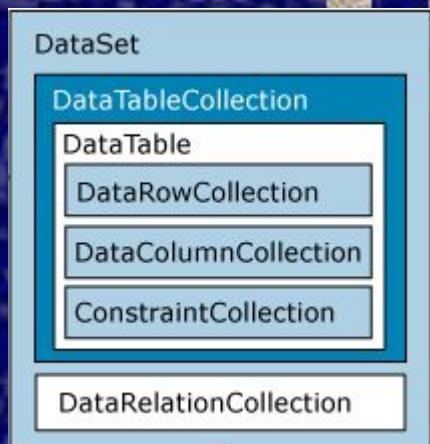 DataSet
DataTableCollection
DataTable
DataRowCollection
DataColumnCollection
ConstraintCollection
DataRelationCollection